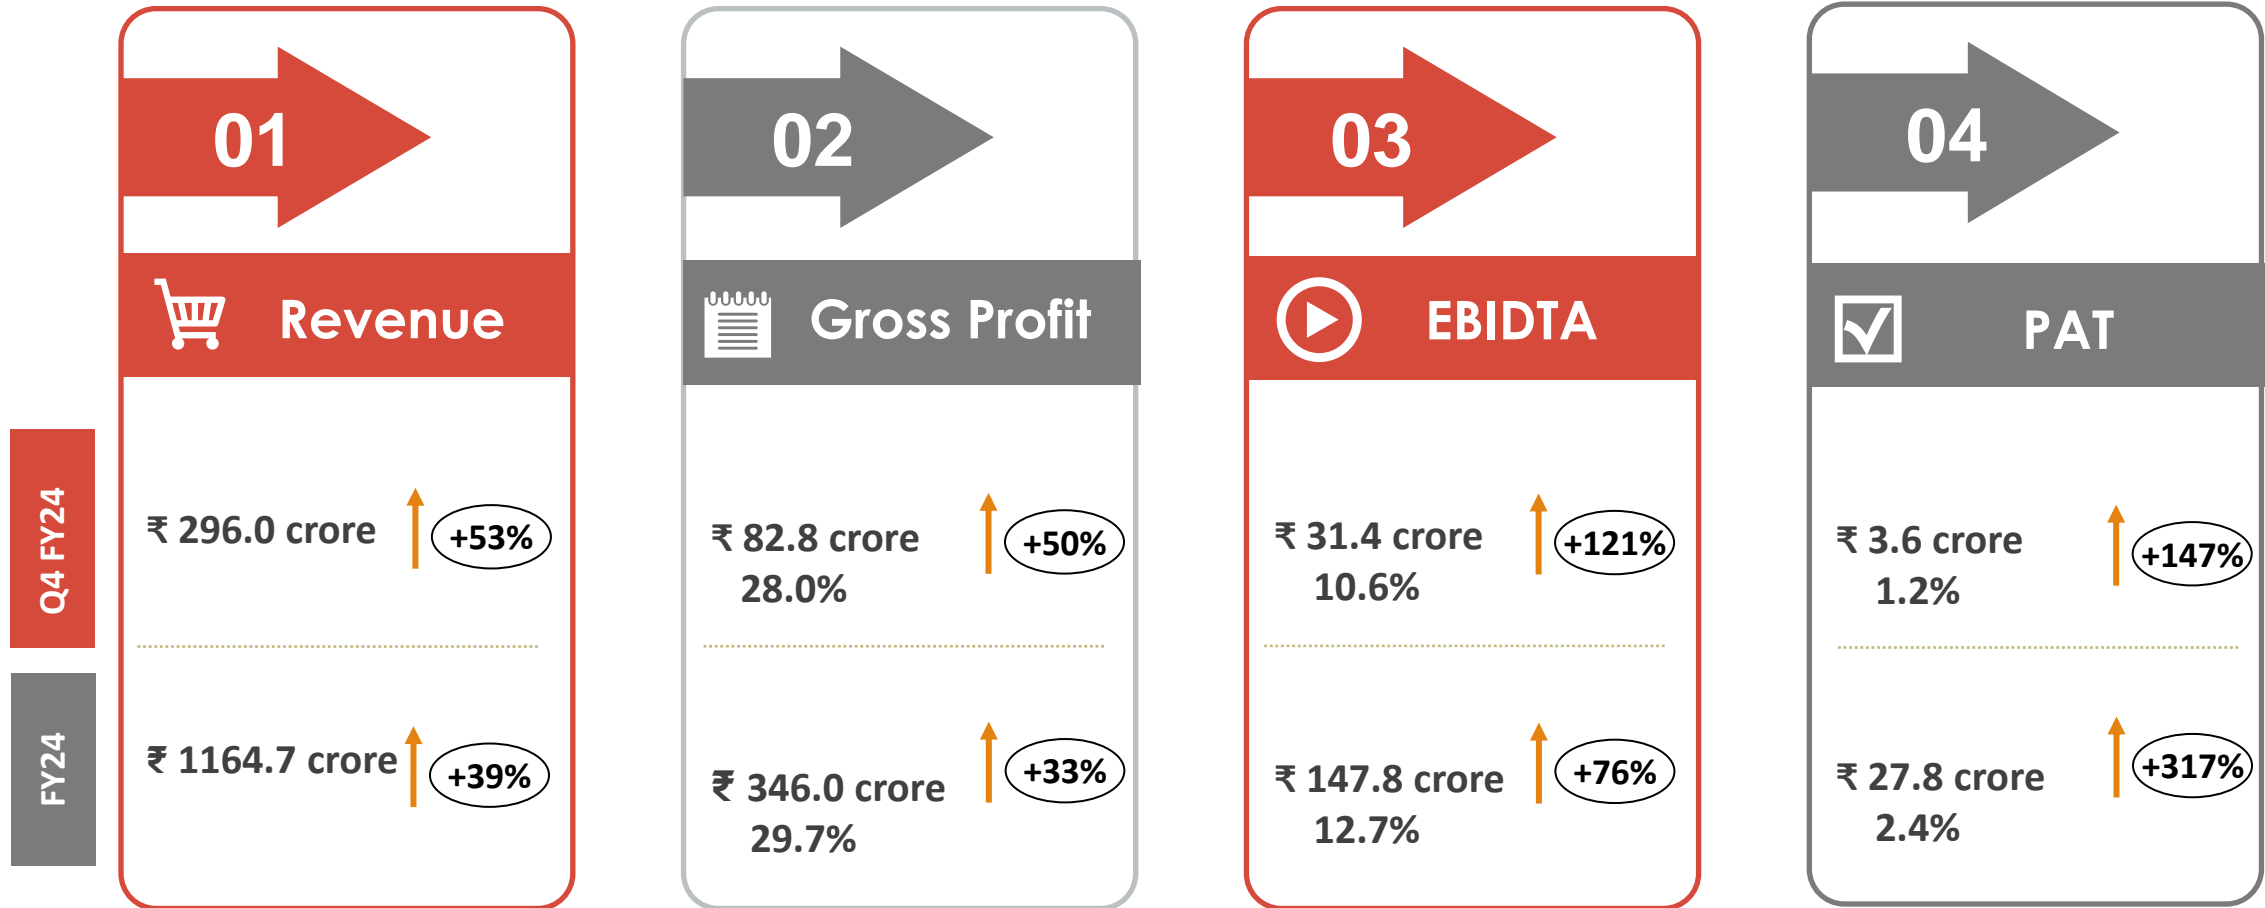 01
Revenue
02
Gross Profit
03
EBIDTA
04
PAT
Q4 FY24
₹ 296.0 crore
+53%
₹ 82.8 crore
28.0%
+50%
₹ 31.4 crore
10.6%
+121%
₹ 3.6 crore
1.2%
+147%
FY24
₹ 1164.7 crore
+39%
₹ 346.0 crore
29.7%
+33%
₹ 147.8 crore
12.7%
+76%
₹ 27.8 crore
2.4%
+317%